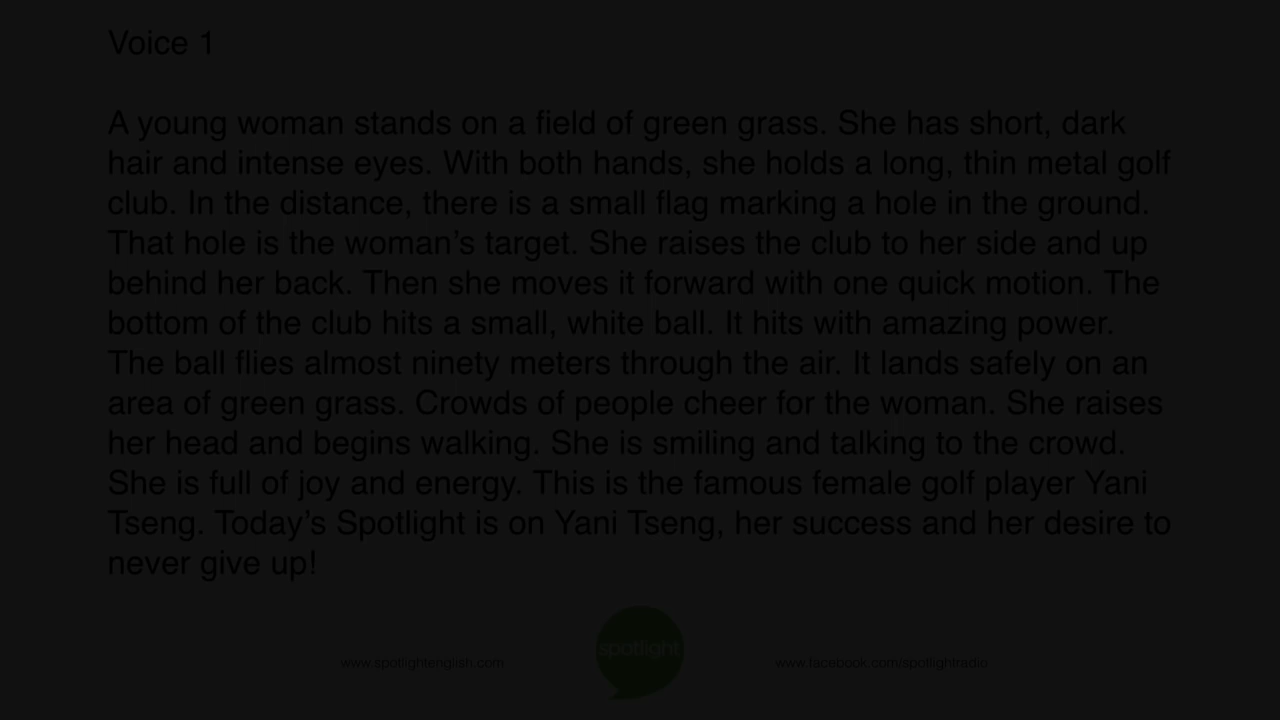 Voice 1
A young woman stands on a field of green grass. She has short, dark
hair and intense eyes. With both hands, she holds a long, thin metal golf
club. In the distance, there is a small flag marking a hole in the ground.
That hole is the woman’s target. She raises the club to her side and up
behind her back. Then she moves it forward with one quick motion. The
bottom of the club hits a small, white ball. It hits with amazing power.
The ball flies almost ninety meters through the air. It lands safely on an
area of green grass. Crowds of people cheer for the woman. She raises
her head and begins walking. She is smiling and talking to the crowd.
She is full of joy and energy. This is the famous female golf player Yani
Tseng. Today’s Spotlight is on Yani Tseng, her success and her desire to
never give up!
spotlight
www.spotlightenglish.com
www.facebook.com/spotlightradio